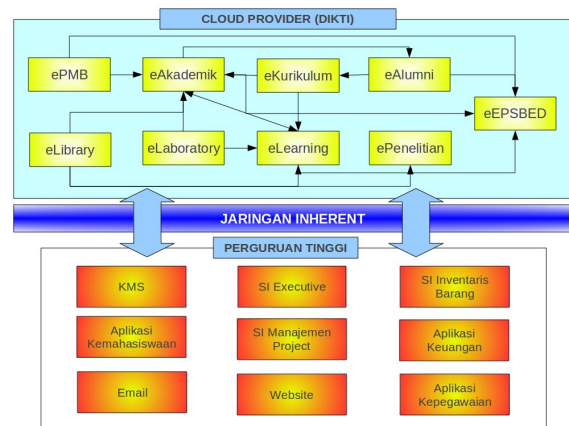 CLOUD PROVIDER (DIKTI)
ePMB
eAkademik
eKurikulum
eAlumni
eEPSBED
eLibrary
eLaboratory
eLearning
ePenelitian
JARINGAN INHERENT
PERGURUAN TINGGI
KMS
SI Executive
SI Inventaris
Barang
Aplikasi
Kemahasiswaan
SI Manajemen
Project
Aplikasi
Keuangan
Email
Website
Aplikasi
Kepegawaian